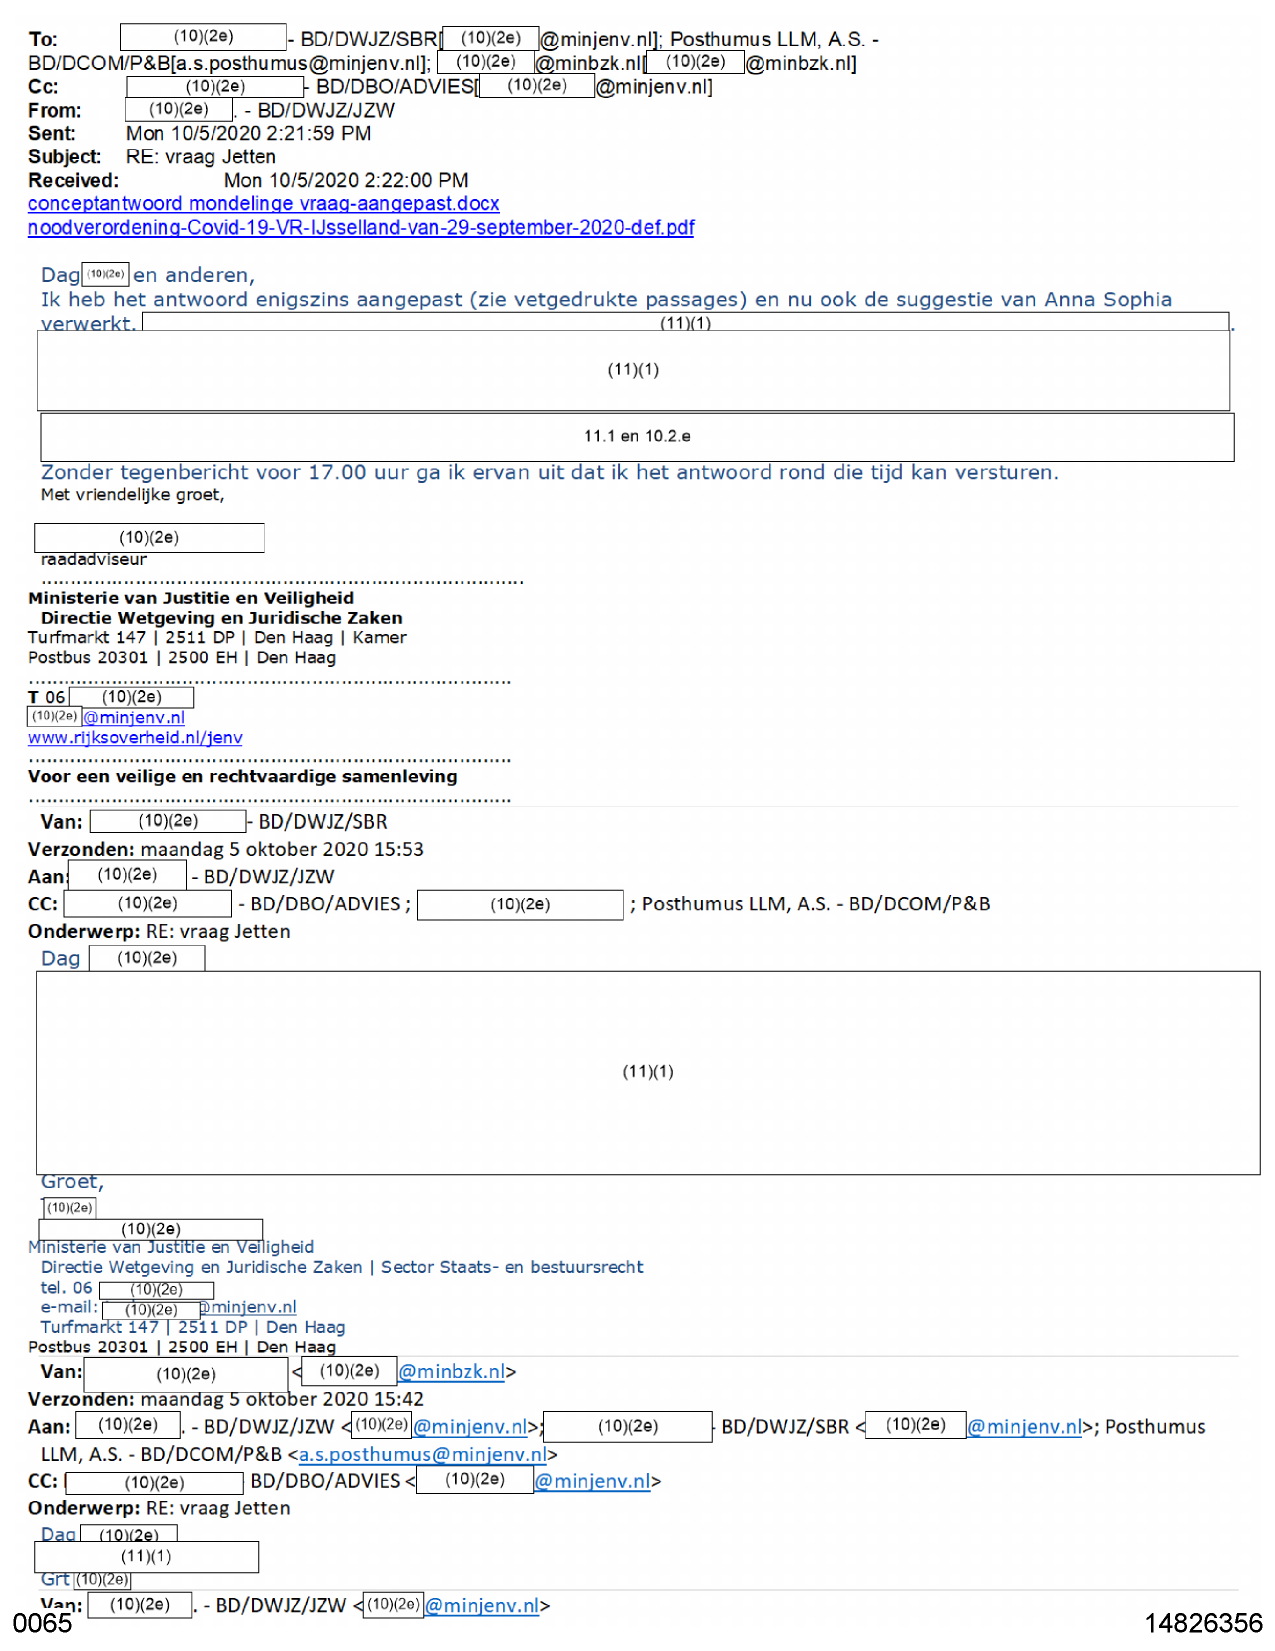 To: (10)(2e) - BD/DWJZ/SBR[ (10)(2e) @minjenv.nl]; Posthumus LLM, A.S. -
BD/DCOM/P&B[a.s.posthumus@minjenv.nl]; (10)(2e) @minbzk.nl[ (10)(2e) @minbzk.nl]
Cc: (10)(2e) - BD/DBO/ADVIES[ (10)(2e) @minjenv.nl]
From: (10)(2e) . - BD/DWJZ/JZW
Sent: Mon 10/5/2020 2:21:59 PM
Subject: RE: vraag Jetten
Received: Mon 10/5/2020 2:22:00 PM
conceptantwoord mondelinge vraag-aangepast.docx
noodverordening-Covid-19-VR-IJsselland-van-29-september-2020-def.pdf
Dag (10)(2e) en anderen,
Ik heb het antwoord enigszins aangepast (zie vetgedrukte passages) en nu ook de suggestie van Anna Sophia
verwerkt. (11)(1) .
(11)(1)
11.1 en 10.2.e
Zonder tegenbericht voor 17.00 uur ga ik ervan uit dat ik het antwoord rond die tijd kan versturen.
Met vriendelijke groet,
(10)(2e)
raadadviseur
................................................................................
Ministerie van Justitie en Veiligheid
Directie Wetgeving en Juridische Zaken
Turfmarkt 147 | 2511 DP | Den Haag | Kamer
Postbus 20301 | 2500 EH | Den Haag
................................................................................
T 06 (10)(2e)
(10)(2e) @minjenv.nl
www.rijksoverheid.nl/jenv
................................................................................
Voor een veilige en rechtvaardige samenleving
................................................................................
Van: (10)(2e) - BD/DWJZ/SBR
Verzonden: maandag 5 oktober 2020 15:53
Aan: (10)(2e) - BD/DWJZ/JZW
CC: (10)(2e) - BD/DBO/ADVIES ; (10)(2e) ; Posthumus LLM, A.S. - BD/DCOM/P&B
Onderwerp: RE: vraag Jetten
Dag (10)(2e)
(11)(1)
Groet,
(10)(2e)
(10)(2e)
Ministerie van Justitie en Veiligheid
Directie Wetgeving en Juridische Zaken | Sector Staats- en bestuursrecht
tel. 06 (10)(2e)
e-mail: (10)(2e) @minjenv.nl
Turfmarkt 147 | 2511 DP | Den Haag
Postbus 20301 | 2500 EH | Den Haag
Van: (10)(2e) < (10)(2e) @minbzk.nl>
Verzonden: maandag 5 oktober 2020 15:42
Aan: (10)(2e) . - BD/DWJZ/JZW < (10)(2e) @minjenv.nl>; (10)(2e) - BD/DWJZ/SBR < (10)(2e) @minjenv.nl>; Posthumus
LLM, A.S. - BD/DCOM/P&B <a.s.posthumus@minjenv.nl>
CC: (10)(2e) BD/DBO/ADVIES < (10)(2e) @minjenv.nl>
Onderwerp: RE: vraag Jetten
Dag (10)(2e)
(11)(1)
Grt (10)(2e)
Van: (10)(2e) . - BD/DWJZ/JZW < (10)(2e) @minjenv.nl>
0065 14826356